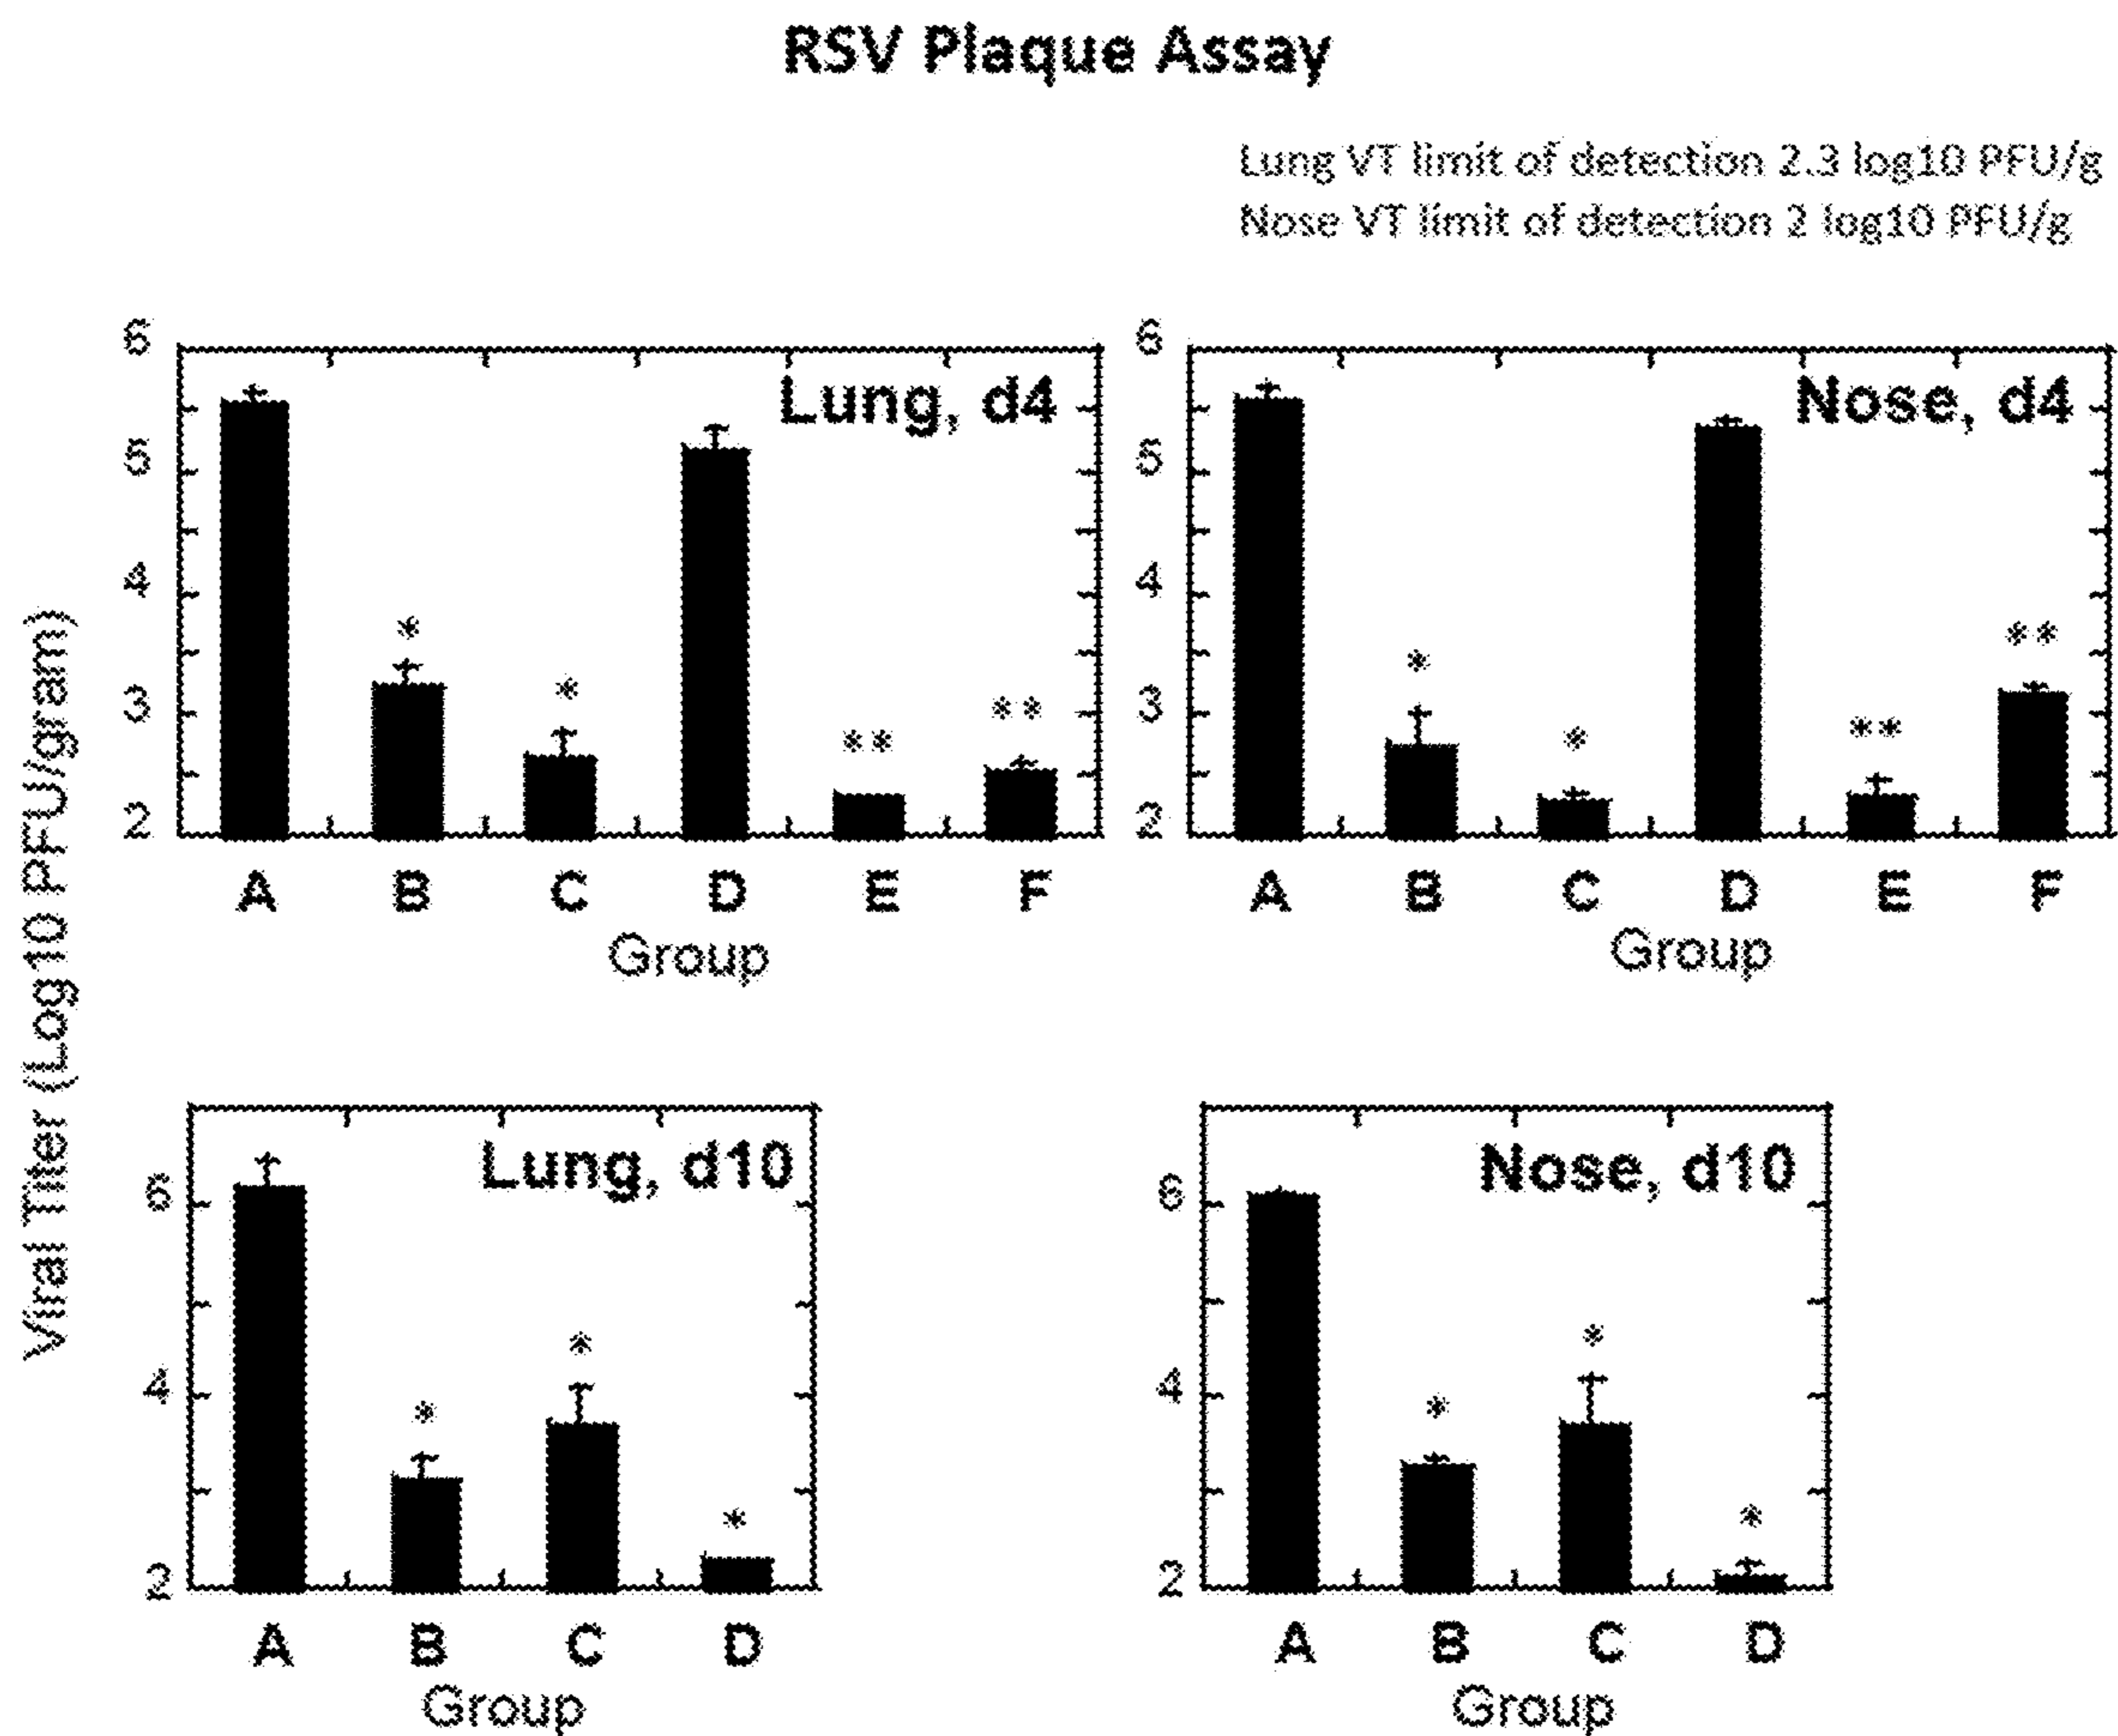 RSV Plaque Assay
Lung VT limit of detection 2.3 log10 PFU/g
Nose VT limit of detection 2 log10 PFU/g
Viral Titer (Log10 PFU/gram)
6
5
4
3
2
Lung, d4
*
*
**
**
A B C D E F
Group
6
5
4
3
2
Nose, d4
*
*
**
**
A B C D E F
Group
6
4
2
Lung, d10
*
*
*
A B C D
Group
6
4
2
Nose, d10
*
*
*
A B C D
Group